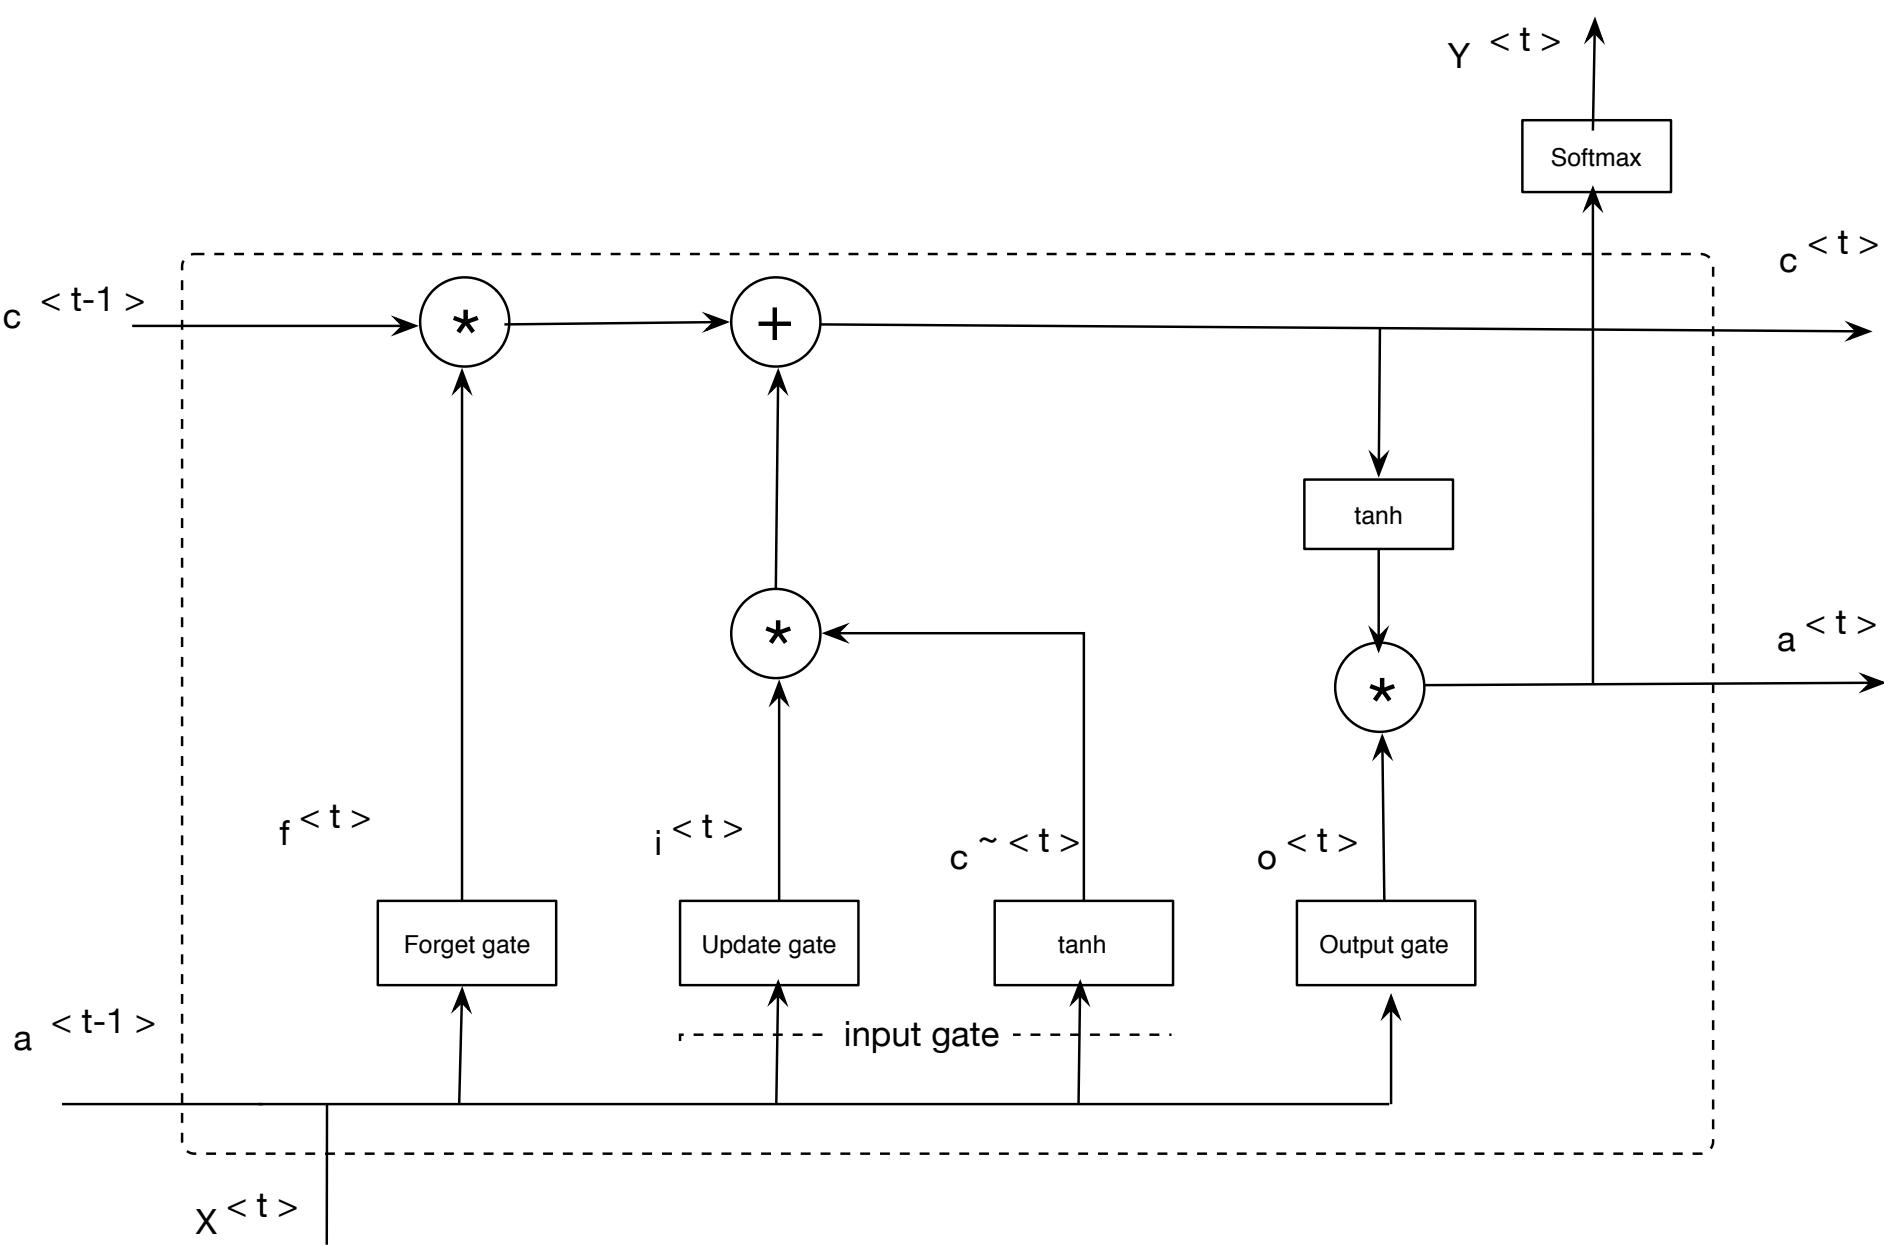 Y < t >
Softmax
c < t >
c < t-1 >
* +
tanh
*
a < t >
*
f < t >
i < t >
c ~ < t >
o < t >
Forget gate
Update gate
tanh
Output gate
a < t-1 >
input gate
X < t >